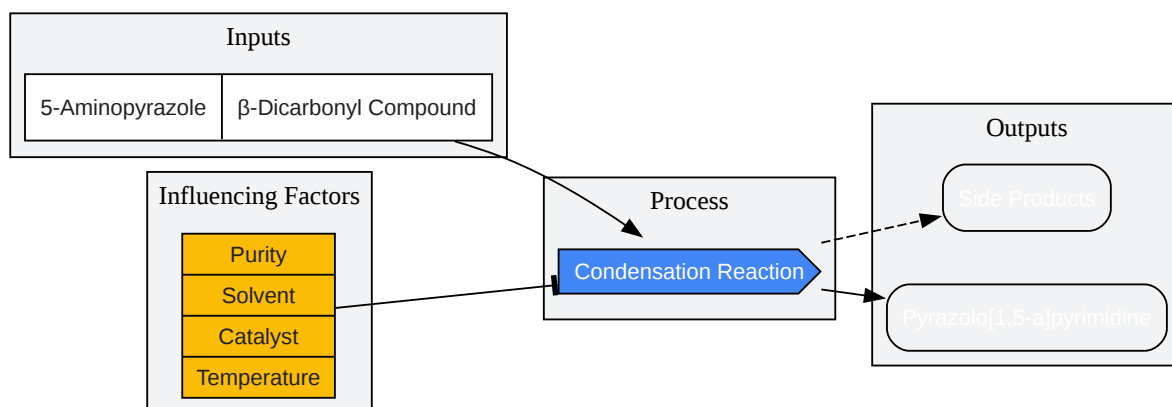 Inputs
5-Aminopyrazole
β-Dicarbonyl Compound
Influencing Factors
Purity
Solvent
Catalyst
Temperature
Process
Condensation Reaction
Outputs
Side Products
Pyrazolo[1,5-a]pyrimidine